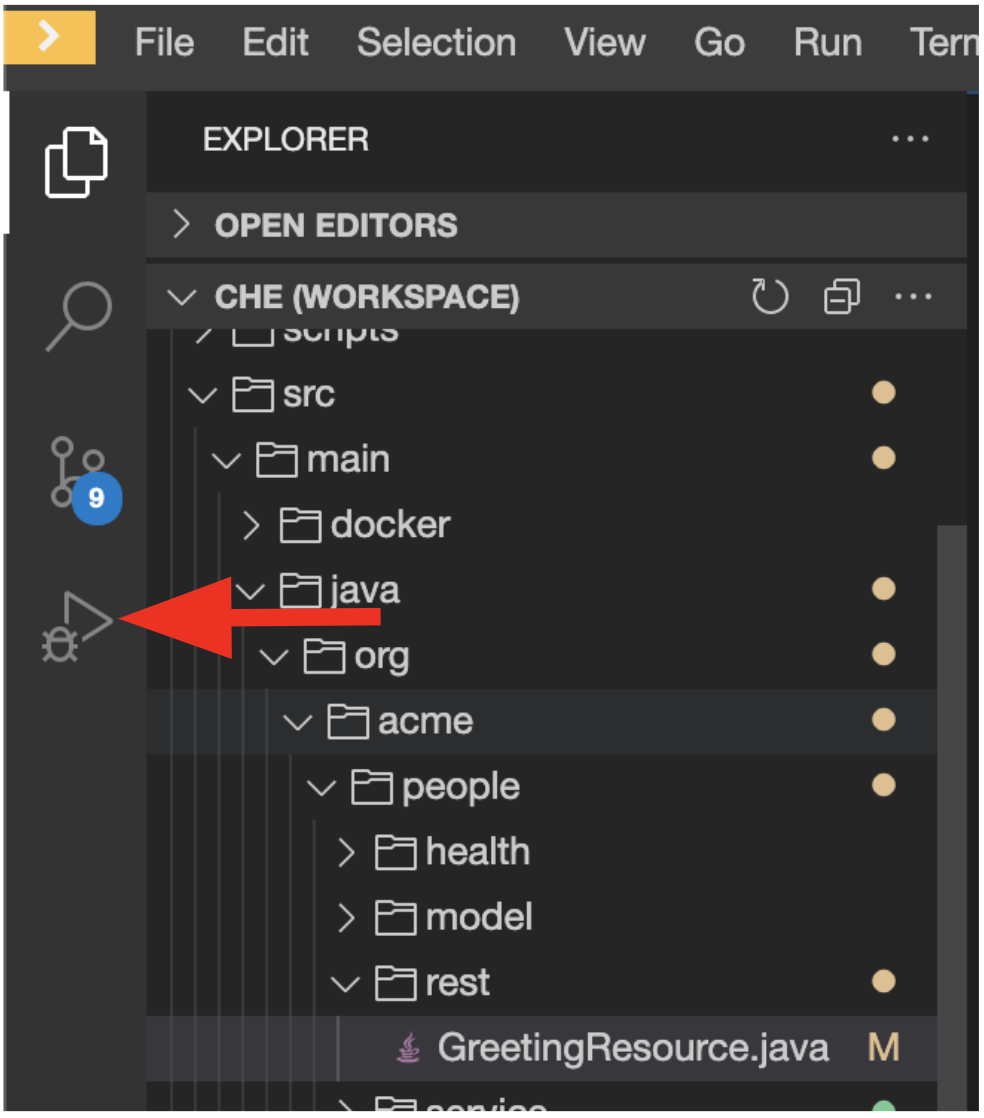 File Edit Selection View Go Run Tern
EXPLORER
OPEN EDITORS
CHE (WORKSPACE)
scripts
src
main
9
docker
java
org
acme
people
health
model
rest
GreetingResource.java M
service